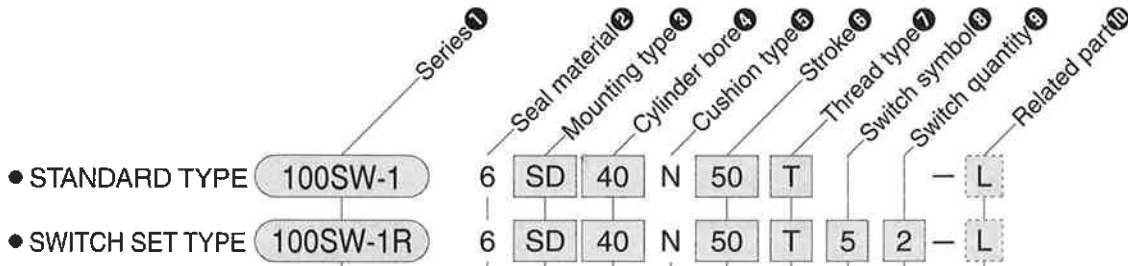 Series❶
Seal material❷
Mounting type❸
Cylinder bore❹
Cushion type❺
Stroke❻
Thread type❼
Switch symbol❽
Switch quantity❾
Related part❿
● STANDARD TYPE 100SW-1 6 SD 40 N 50 T — L
● SWITCH SET TYPE 100SW-1R 6 SD 40 N 50 T 5 2 — L